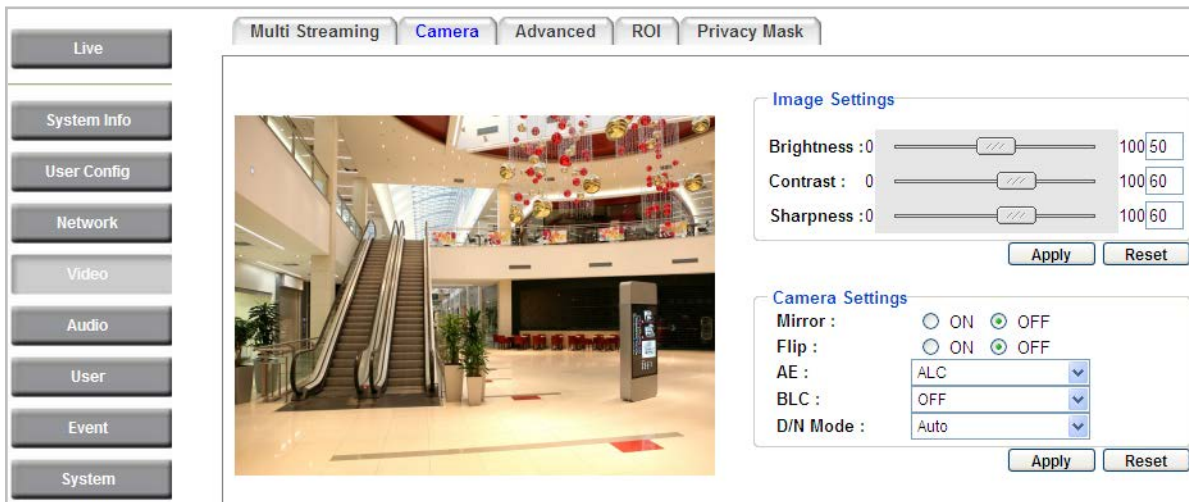 Multi Streaming Camera Advanced ROI Privacy Mask
Live
System Info
User Config
Network
Video
Audio
User
Event
System
Image Settings
Brightness :0 100 50
Contrast : 0 100 60
Sharpness :0 100 60
Apply Reset
Camera Settings
Mirror : ON OFF
Flip : ON OFF
AE : ALC
BLC : OFF
D/N Mode : Auto
Apply Reset